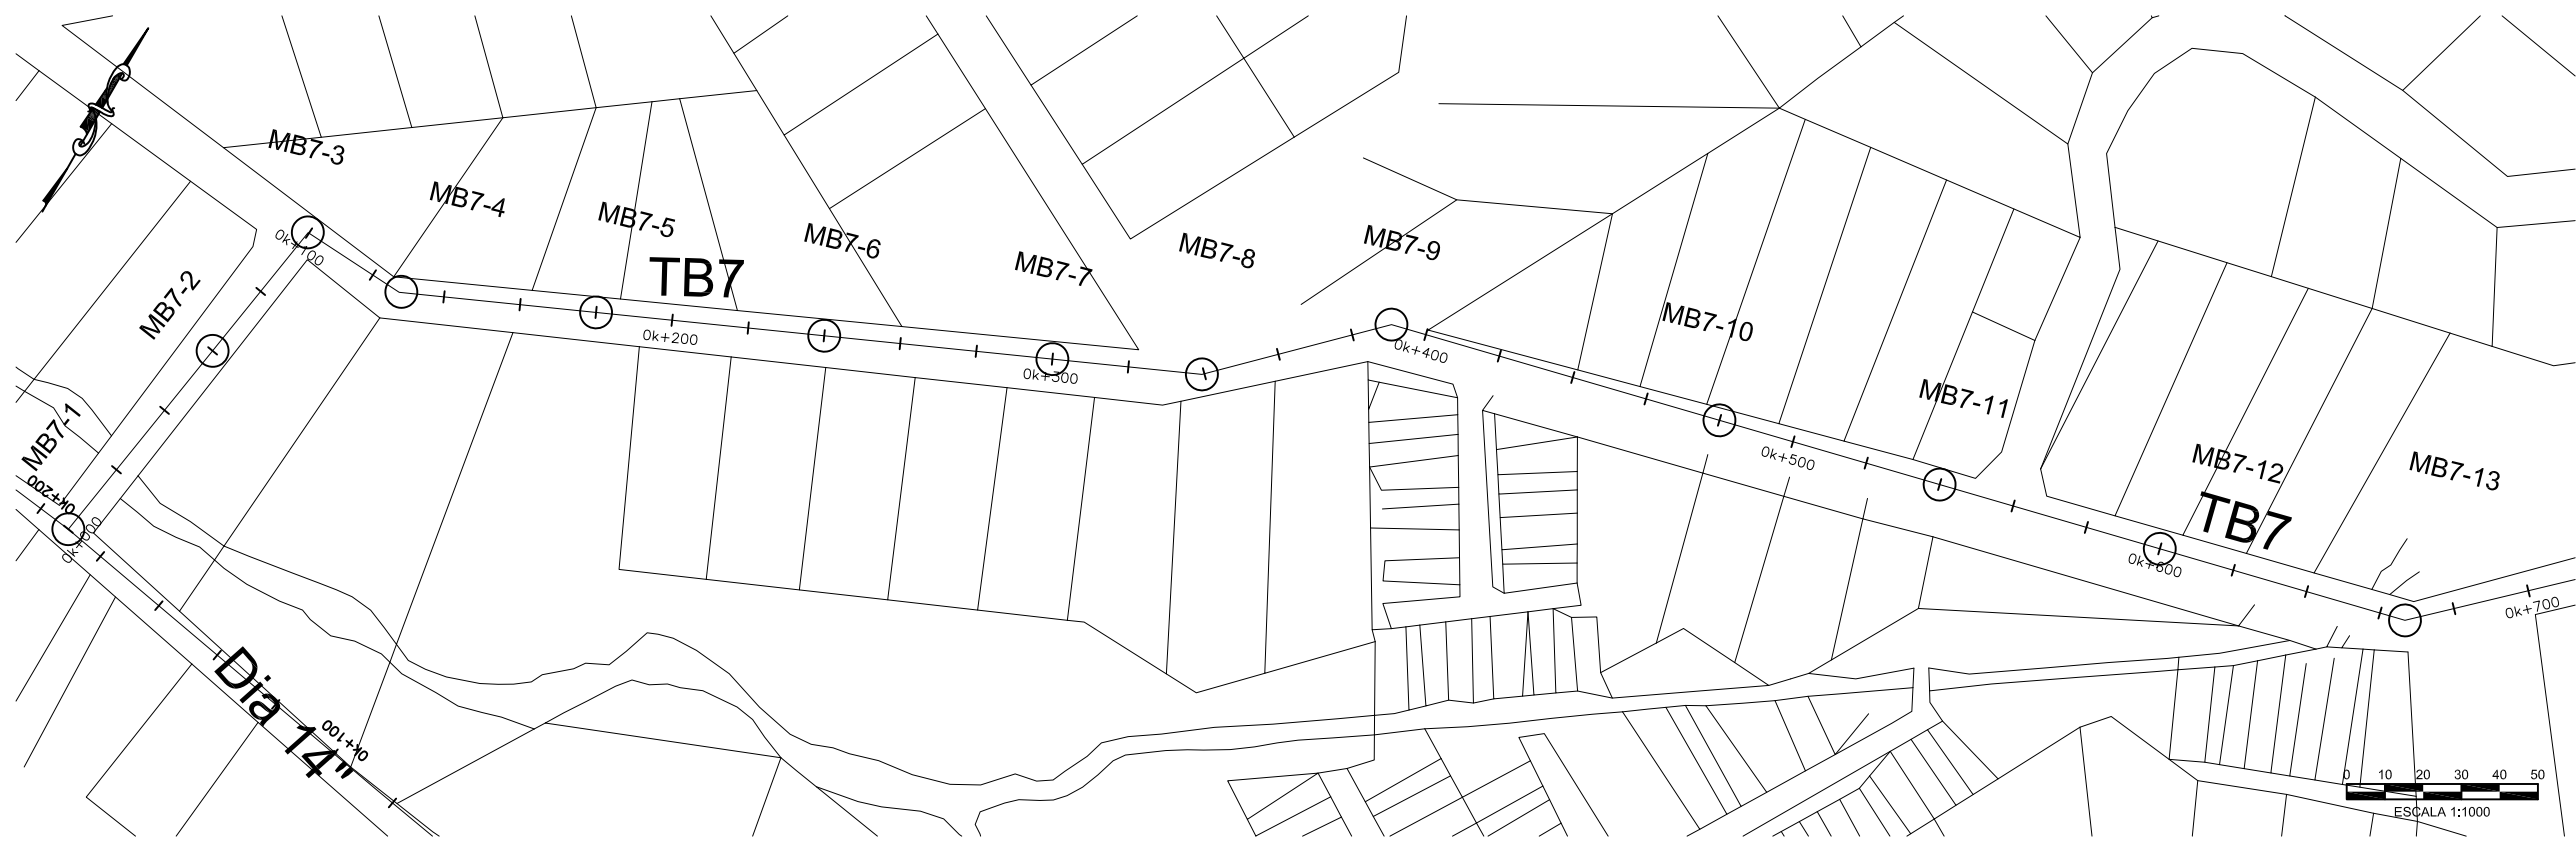 MB7-3
MB7-4
MB7-5
TB7
MB7-6
MB7-7
MB7-8
MB7-9
MB7-10
MB7-11
MB7-12
TB7
MB7-13
MB7-2
MB7-1
0k+100
0k+200
0k+300
0k+400
0k+500
0k+600
0k+700
0k+200
0k+000
0k+100
Dia 14"
0 10 20 30 40 50
ESCALA 1:1000